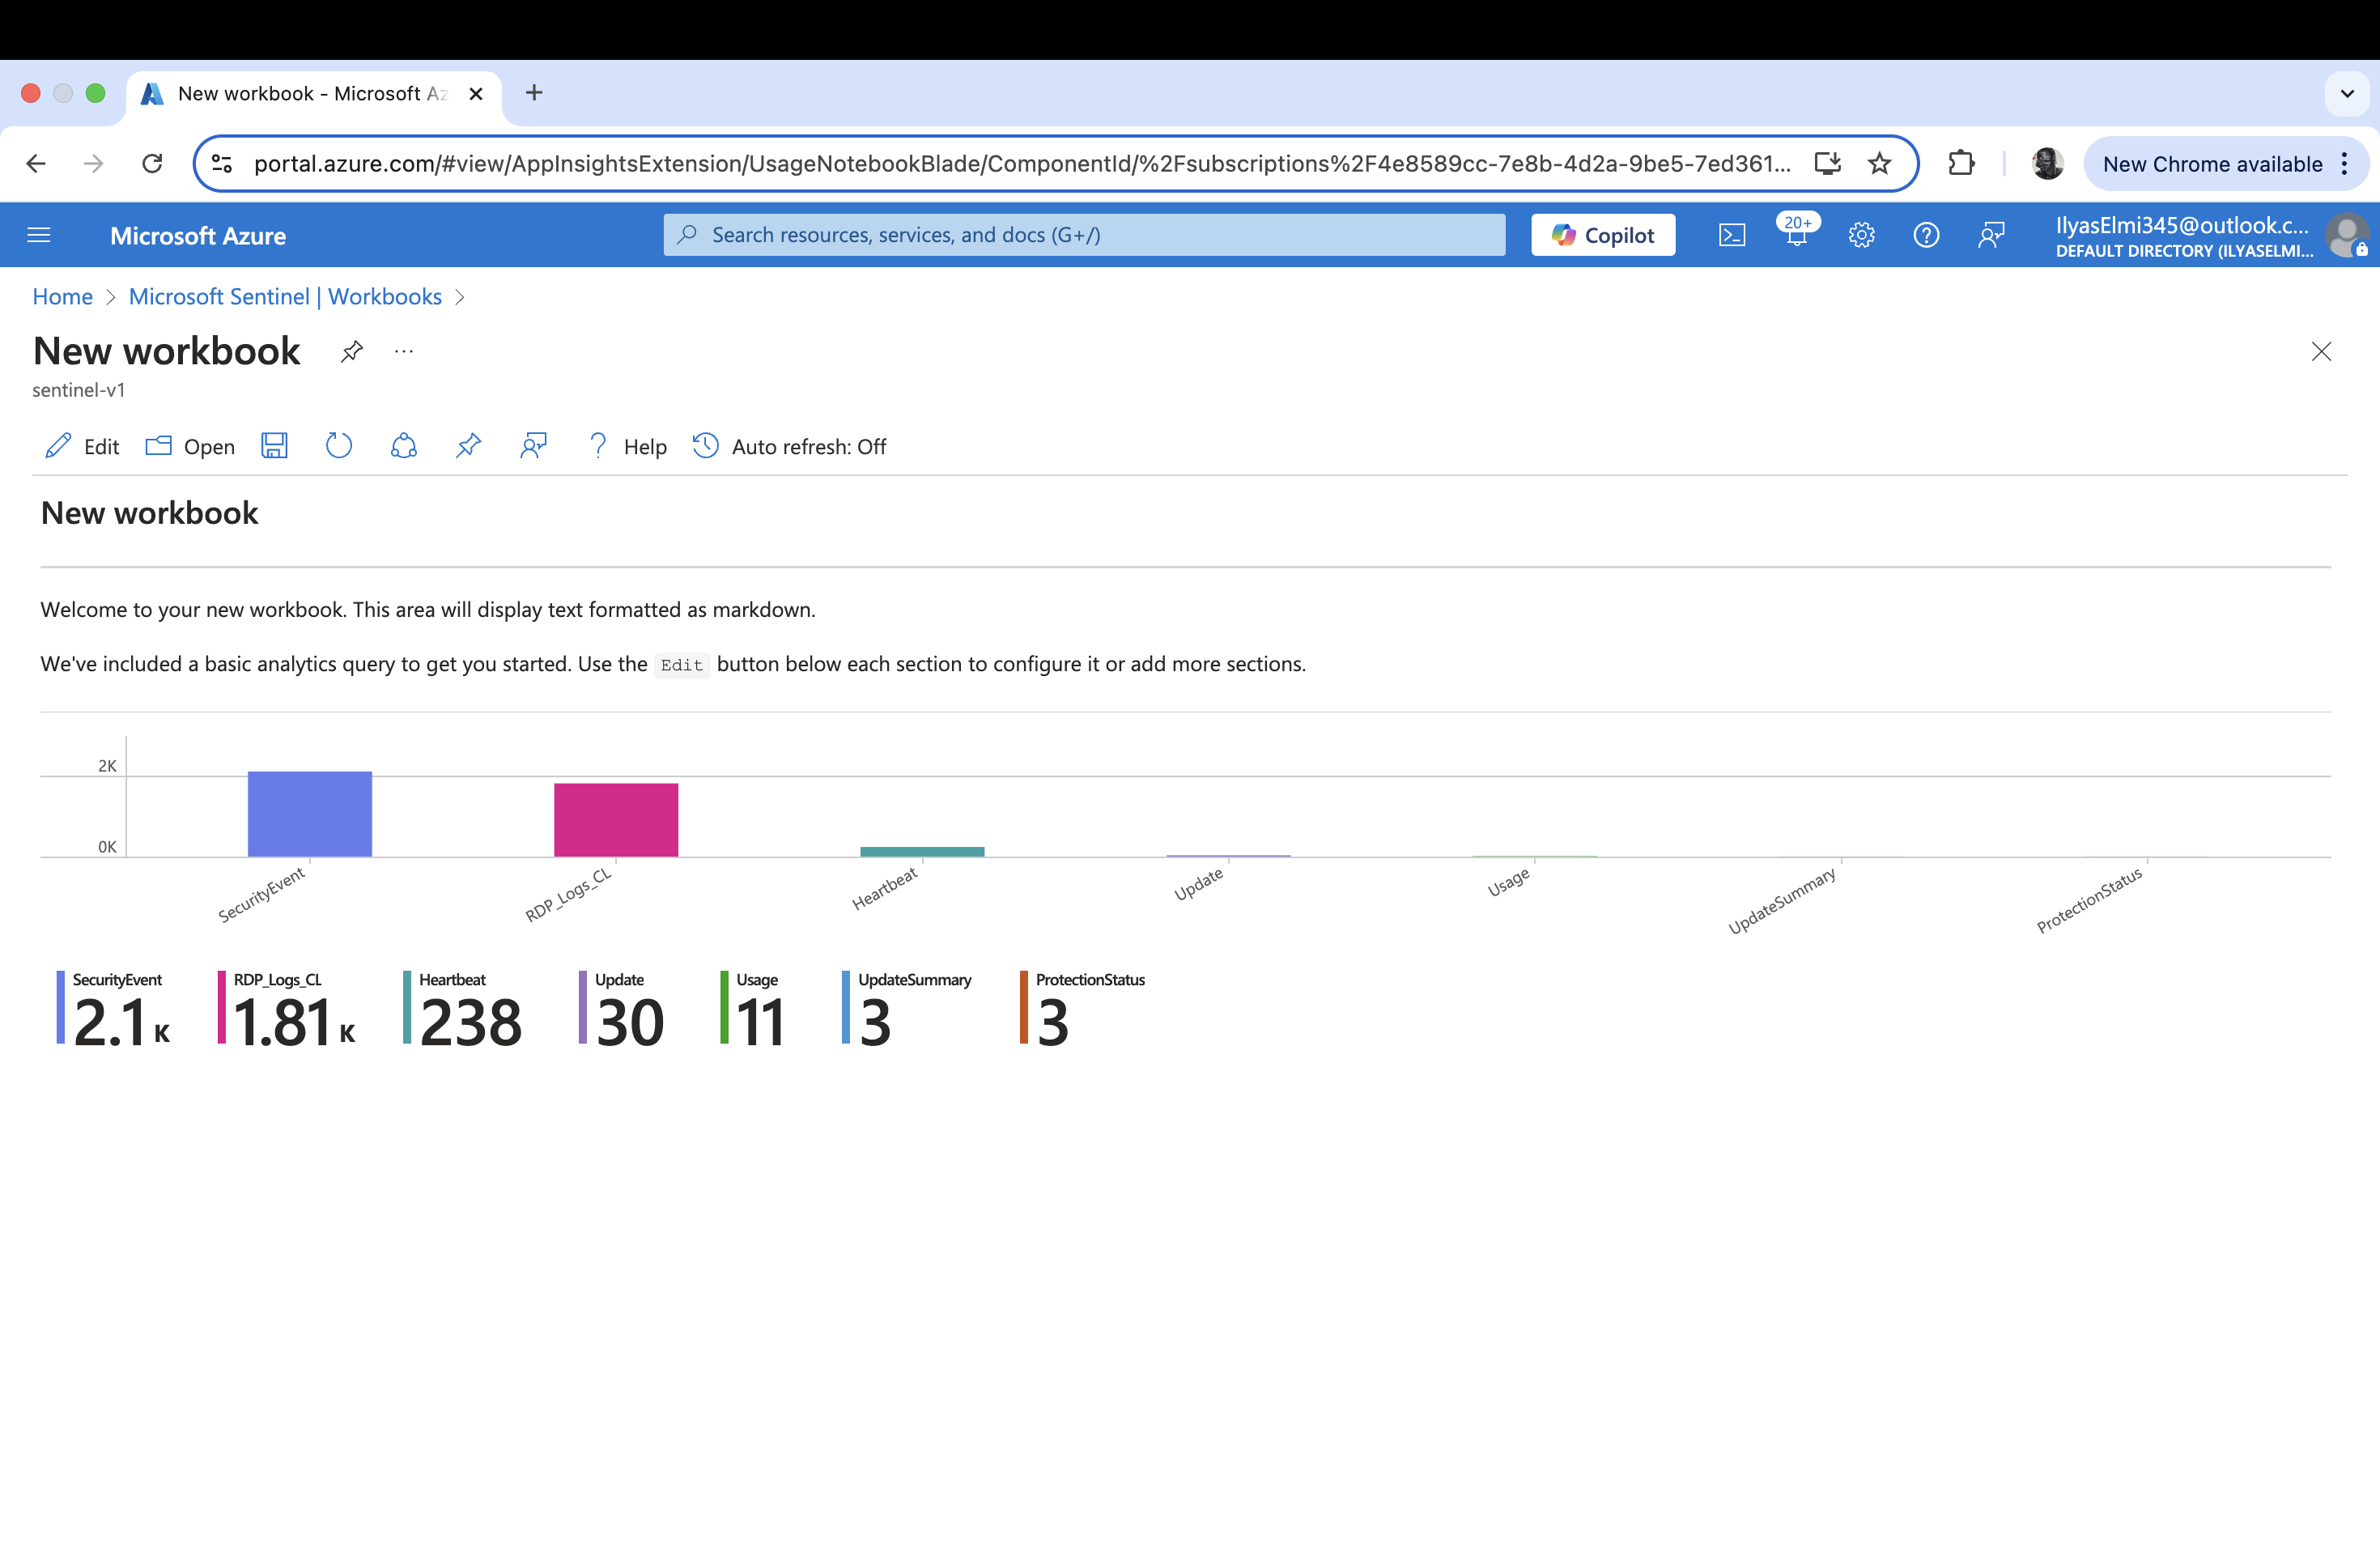 New workbook - Microsoft Az
portal.azure.com/#view/AppInsightsExtension/UsageNotebookBlade/ComponentId/%2Fsubscriptions%2F4e8589cc-7e8b-4d2a-9be5-7ed361...
New Chrome available
Microsoft Azure
Search resources, services, and docs (G+/)
Copilot
20+
IlyasElmi345@outlook.c...
DEFAULT DIRECTORY (ILYASELMI...
Home > Microsoft Sentinel | Workbooks >
New workbook
sentinel-v1
Edit
Open
Help
Auto refresh: Off
New workbook
Welcome to your new workbook. This area will display text formatted as markdown.
We've included a basic analytics query to get you started. Use the Edit button below each section to configure it or add more sections.
2K
0K
SecurityEvent
RDP_Logs_CL
Heartbeat
Update
Usage
UpdateSummary
ProtectionStatus
SecurityEvent
2.1 K
RDP_Logs_CL
1.81 K
Heartbeat
238
Update
30
Usage
11
UpdateSummary
3
ProtectionStatus
3